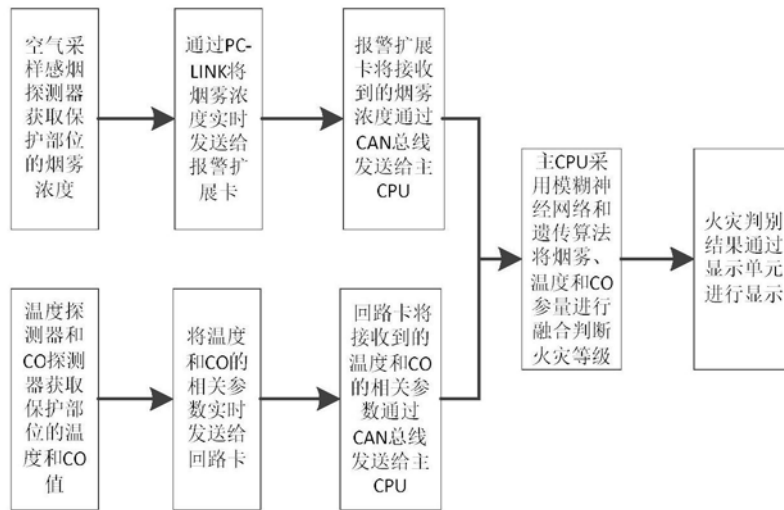 空气采
样感烟
探测器
获取保
护部位
的烟雾
浓度
通过PC-
LINK将
烟雾浓
度实时
发送给
报警扩
展卡
报警扩展
卡将接收
到的烟雾
浓度通过
CAN总线
发送给主
CPU
主CPU采
用模糊神
经网络和
遗传算法
将烟雾、
温度和CO
参量进行
融合判断
火灾等级
火灾判别
结果通过
显示单元
进行显示
温度探
测器和
CO探测
器获取
保护部
位的温
度和CO
值
将温度
和CO的
相关参
数实时
发送给
回路卡
回路卡将
接收到的
温度和CO
的相关参
数通过
CAN总线
发送给主
CPU